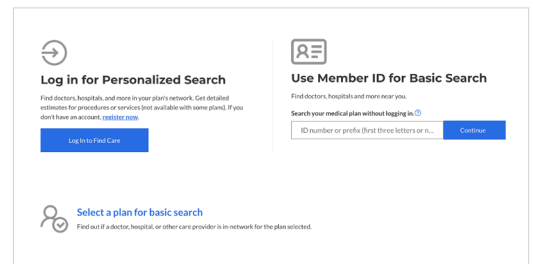 Log in for Personalized Search
Find doctors, hospitals, and more in your plan's network. Get detailed
estimates for procedures or services (not available with some plans). If you
don't have an account, register now.
Log In to Find Care
Use Member ID for Basic Search
Find doctors, hospitals and more near you.
Search your medical plan without logging in.
ID number or prefix (first three letters or n...
Continue
Select a plan for basic search
Find out if a doctor, hospital, or other care provider is in-network for the plan selected.